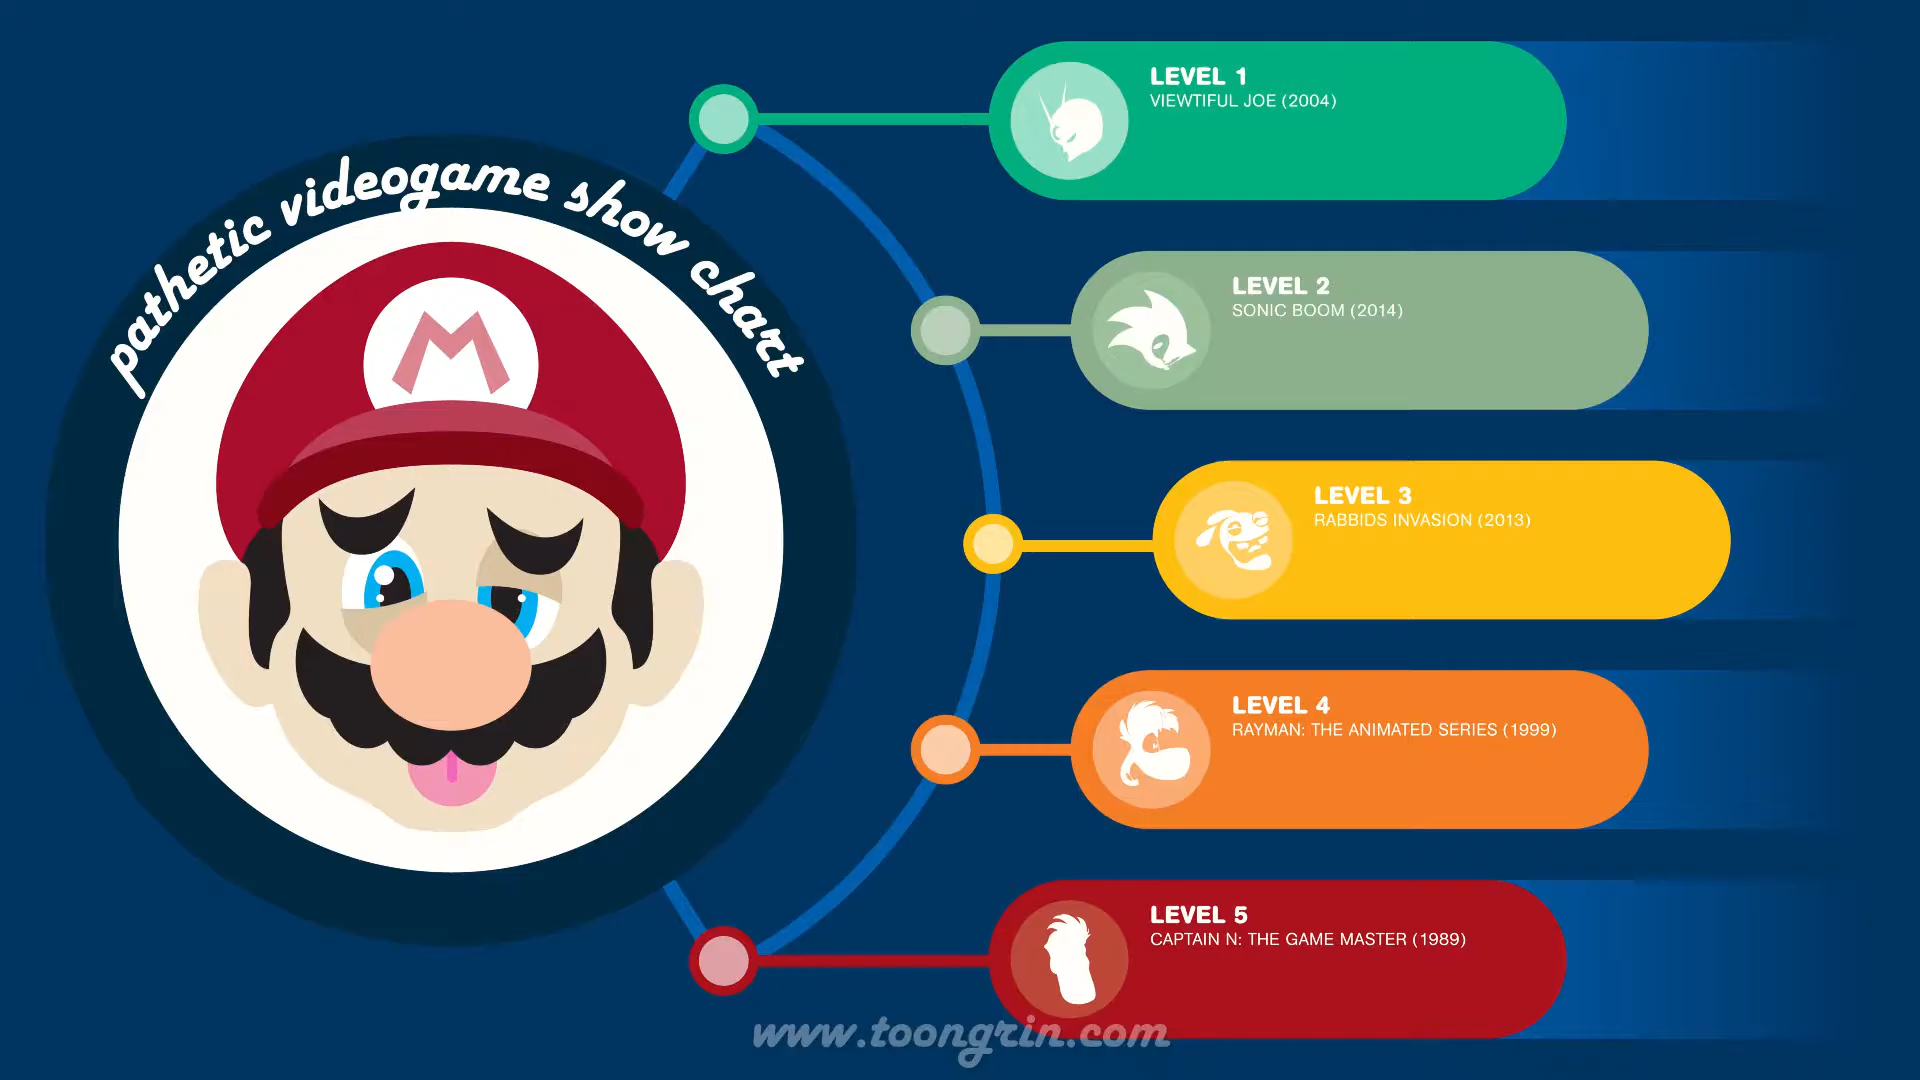 pathetic videogame show chart
M
LEVEL 1
VIEWTIFUL JOE (2004)
LEVEL 2
SONIC BOOM (2014)
LEVEL 3
RABBIDS INVASION (2013)
LEVEL 4
RAYMAN: THE ANIMATED SERIES (1999)
LEVEL 5
CAPTAIN N: THE GAME MASTER (1989)
www.toongrin.com